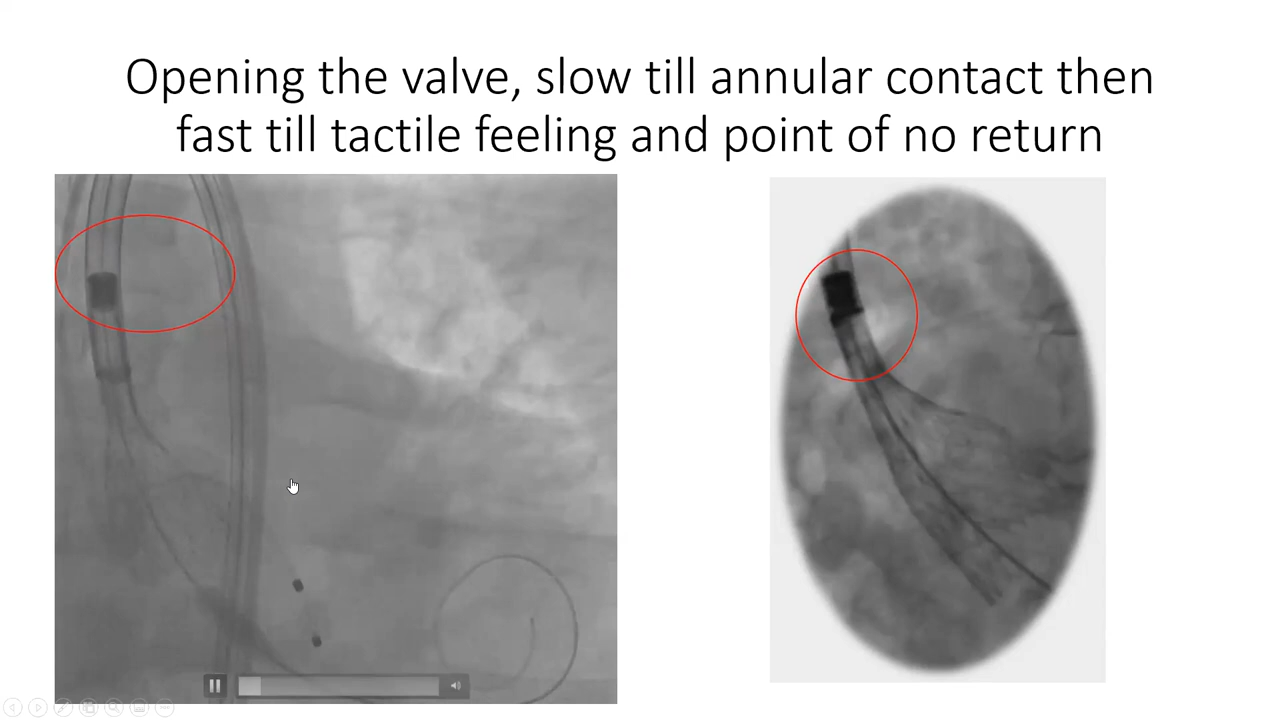 Opening the valve, slow till annular contact then
fast till tactile feeling and point of no return